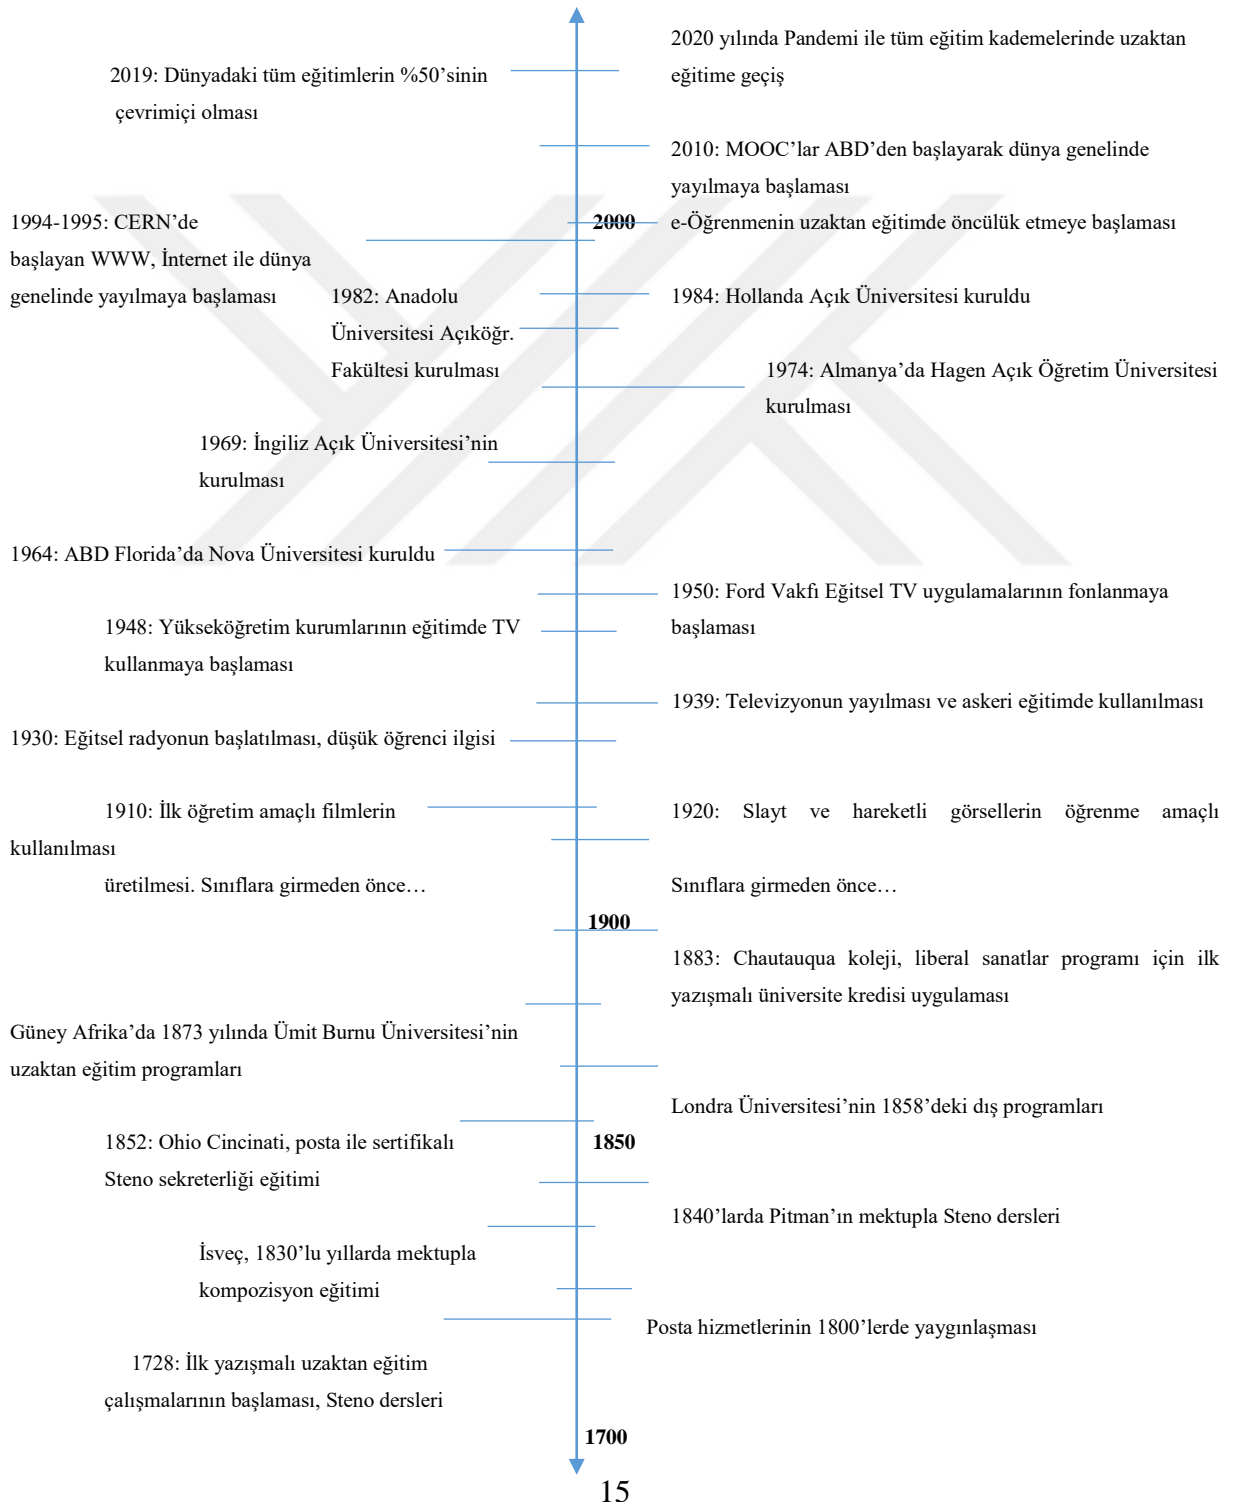 2020 yılında Pandemi ile tüm eğitim kademelerinde uzaktan
eğitime geçiş
2019: Dünyadaki tüm eğitimlerin %50’sinin
çevrimiçi olması
2010: MOOC’lar ABD’den başlayarak dünya genelinde
yayılmaya başlaması
2000
e-Öğrenmenin uzaktan eğitimde öncülük etmeye başlaması
1994-1995: CERN’de
başlayan WWW, İnternet ile dünya
genelinde yayılmaya başlaması
1984: Hollanda Açık Üniversitesi kuruldu
1982: Anadolu
Üniversitesi Açıköğr.
Fakültesi kurulması
1974: Almanya’da Hagen Açık Öğretim Üniversitesi
kurulması
1969: İngiliz Açık Üniversitesi’nin
kurulması
1964: ABD Florida’da Nova Üniversitesi kuruldu
1950: Ford Vakfı Eğitsel TV uygulamalarının fonlanmaya
başlaması
1948: Yükseköğretim kurumlarının eğitimde TV
kullanmaya başlaması
1939: Televizyonun yayılması ve askeri eğitimde kullanılması
1930: Eğitsel radyonun başlatılması, düşük öğrenci ilgisi
1910: İlk öğretim amaçlı filmlerin
1920: Slayt ve hareketli görsellerin öğrenme amaçlı
kullanılması
üretilmesi. Sınıflara girmeden önce…
Sınıflara girmeden önce…
1900
1883: Chautauqua koleji, liberal sanatlar programı için ilk
yazışmalı üniversite kredisi uygulaması
Güney Afrika’da 1873 yılında Ümit Burnu Üniversitesi’nin
uzaktan eğitim programları
Londra Üniversitesi’nin 1858’deki dış programları
1852: Ohio Cincinati, posta ile sertifikalı
Steno sekreterliği eğitimi
1850
1840’larda Pitman’ın mektupla Steno dersleri
İsveç, 1830’lu yıllarda mektupla
kompozisyon eğitimi
Posta hizmetlerinin 1800’lerde yaygınlaşması
1728: İlk yazışmalı uzaktan eğitim
çalışmalarının başlaması, Steno dersleri
1700
15